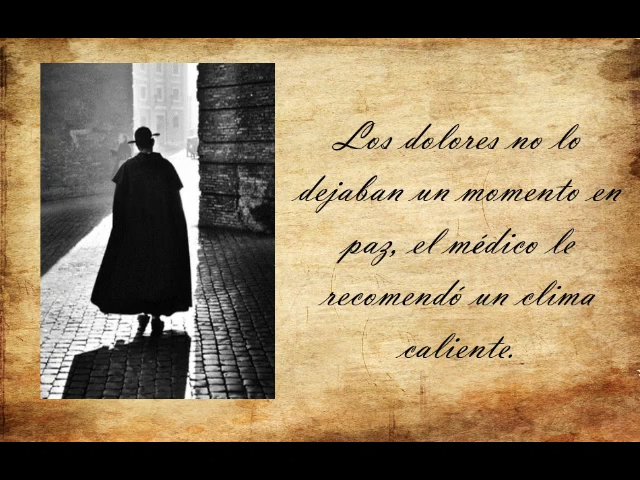 Los dolores no lo
dejaban un momento en
paz, el médico le
recomendó un clima
caliente.